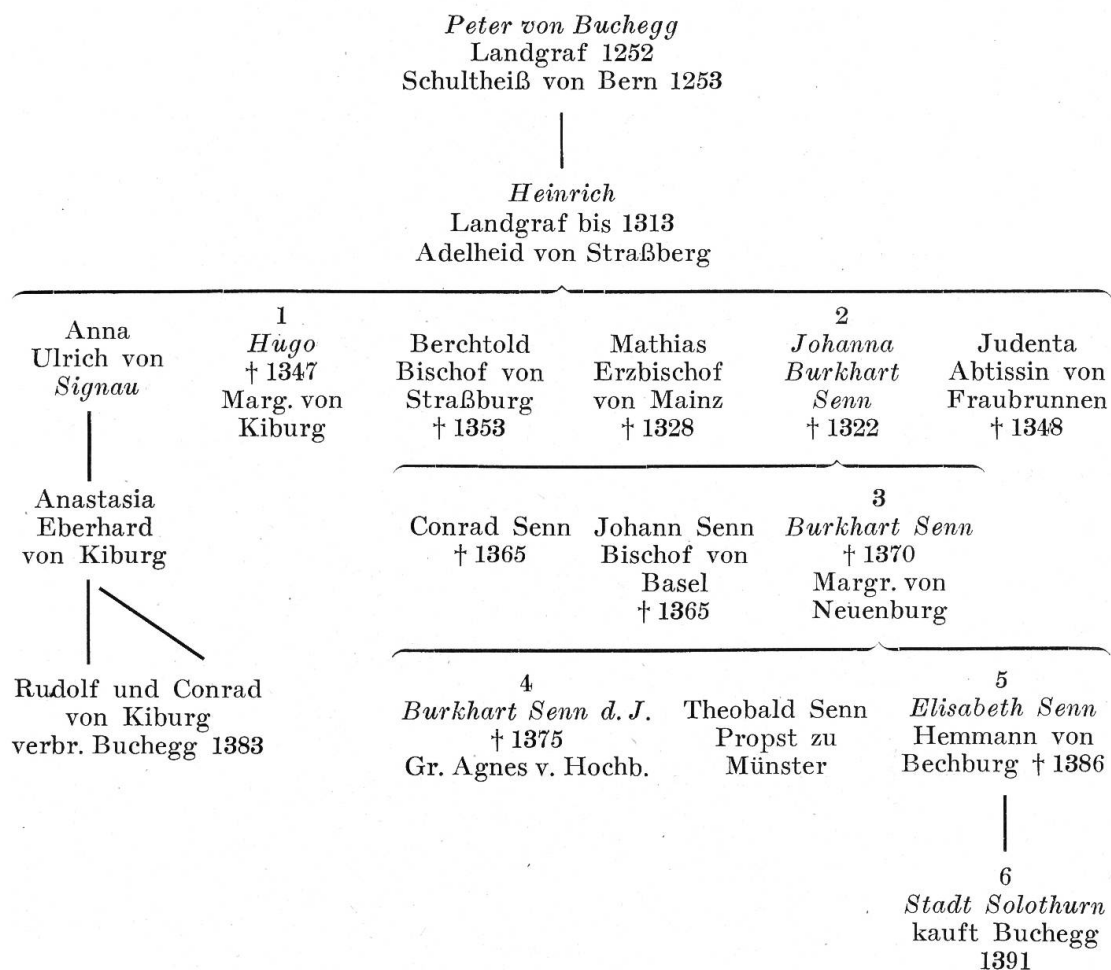 Peter von Buchegg
Landgraf 1252
Schultheiß von Bern 1253
Heinrich
Landgraf bis 1313
Adelheid von Straßberg
Anna
Ulrich von
Signau
1
Hugo
† 1347
Marg. von
Kiburg
Berchtold
Bischof von
Straßburg
† 1353
Mathias
Erzbischof
von Mainz
† 1328
2
Johanna
Burkhart
Senn
† 1322
Judenta
Abtissin von
Fraubrunnen
† 1348
Anastasia
Eberhard
von Kiburg
Conrad Senn
† 1365
Johann Senn
Bischof von
Basel
† 1365
3
Burkhart Senn
† 1370
Margr. von
Neuenburg
Rudolf und Conrad
von Kiburg
verbr. Buchegg 1383
4
Burkhart Senn d. J.
† 1375
Gr. Agnes v. Hochb.
Theobald Senn
Propst zu
Münster
5
Elisabeth Senn
Hemmann von
Bechburg † 1386
6
Stadt Solothurn
kauft Buchegg
1391